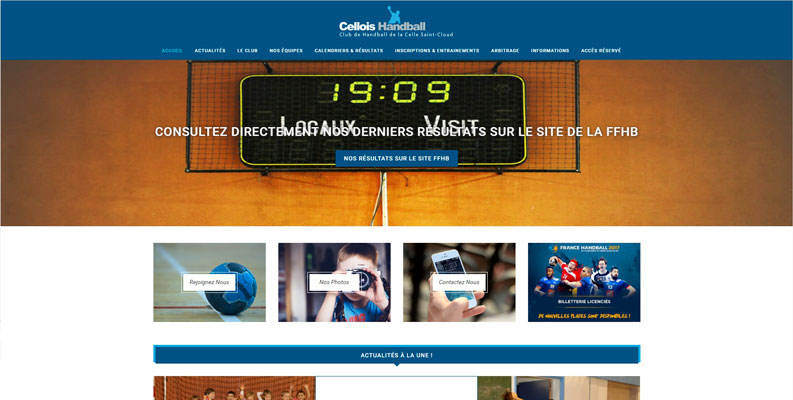 Cellois Handball
Club de Handball de la Celle Saint-Cloud
ACCUEIL ACTUALITÉS LE CLUB NOS ÉQUIPES CALENDRIERS & RÉSULTATS INSCRIPTIONS & ENTRAINEMENTS ARBITRAGE INFORMATIONS ACCÈS RÉSERVÉ
19:09
LOCAUX VISIT
CONSULTEZ DIRECTEMENT NOS DERNIERS RÉSULTATS SUR LE SITE DE LA FFHB
NOS RÉSULTATS SUR LE SITE FFHB
FRANCE HANDBALL 2017
Rejoignez Nous
Nos Photos
Contactez Nous
BILLETTERIE LICENCIÉS
DE NOUVELLES PLACES SONT DISPONIBLES !
ACTUALITÉS À LA UNE !